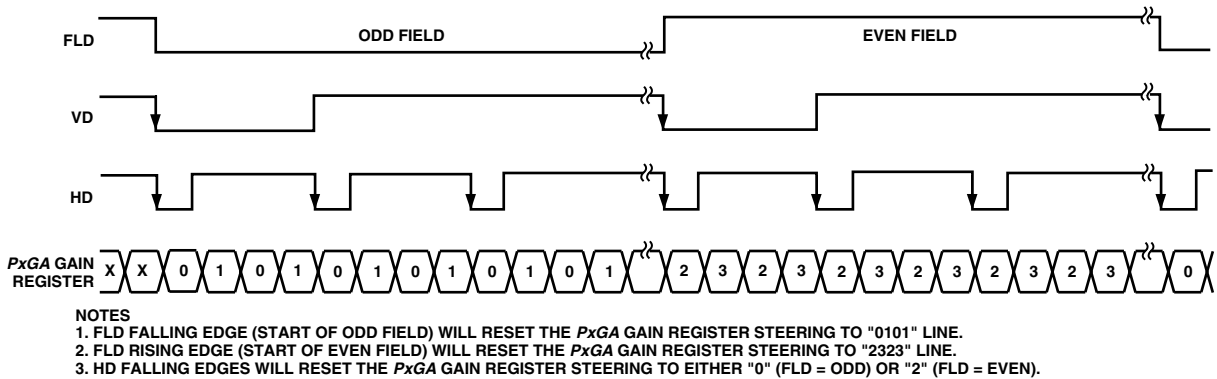 FLD
ODD FIELD
EVEN FIELD
VD
HD
PxGA GAIN
REGISTER
X X 0 1 0 1 0 1 0 1 0 1 0 1 2 3 2 3 2 3 2 3 2 3 2 3 0
NOTES
1. FLD FALLING EDGE (START OF ODD FIELD) WILL RESET THE PxGA GAIN REGISTER STEERING TO "0101" LINE.
2. FLD RISING EDGE (START OF EVEN FIELD) WILL RESET THE PxGA GAIN REGISTER STEERING TO "2323" LINE.
3. HD FALLING EDGES WILL RESET THE PxGA GAIN REGISTER STEERING TO EITHER "0" (FLD = ODD) OR "2" (FLD = EVEN).